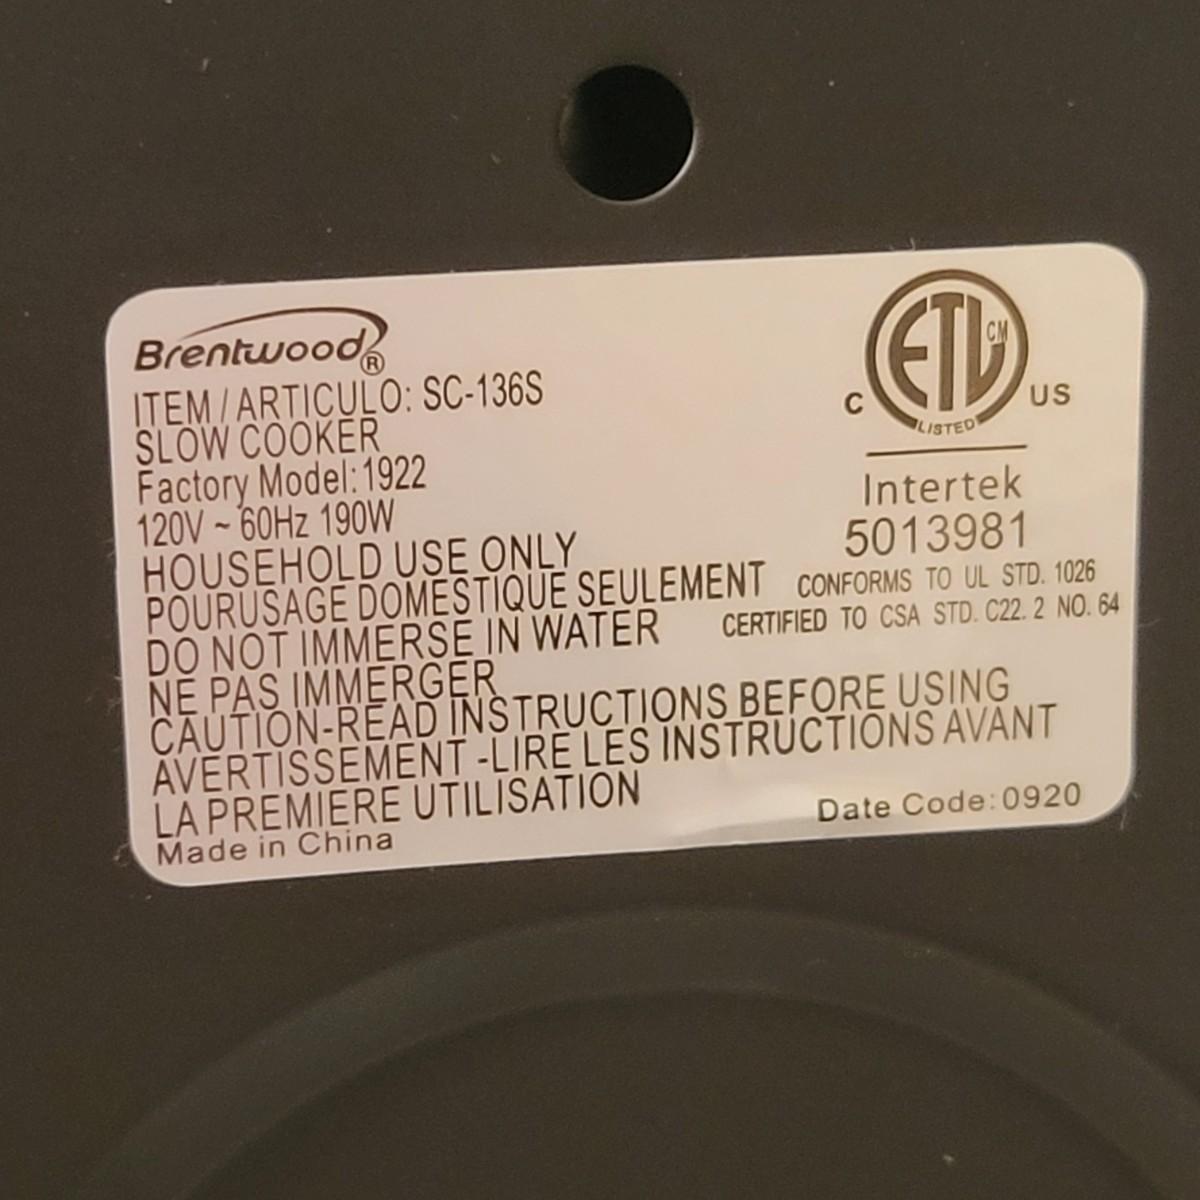 Brentwood®
ITEM / ARTICULO: SC-136S
SLOW COOKER
Factory Model: 1922
120V ~ 60Hz 190W
HOUSEHOLD USE ONLY
POURUSAGE DOMESTIQUE SEULEMENT
DO NOT IMMERSE IN WATER
NE PAS IMMERGER
CAUTION-READ INSTRUCTIONS BEFORE USING
AVERTISSEMENT -LIRE LES INSTRUCTIONS AVANT
LA PREMIERE UTILISATION
Made in China
ETL CM
C US
LISTED
Intertek
5013981
CONFORMS TO UL STD. 1026
CERTIFIED TO CSA STD. C22. 2 NO. 64
Date Code: 0920